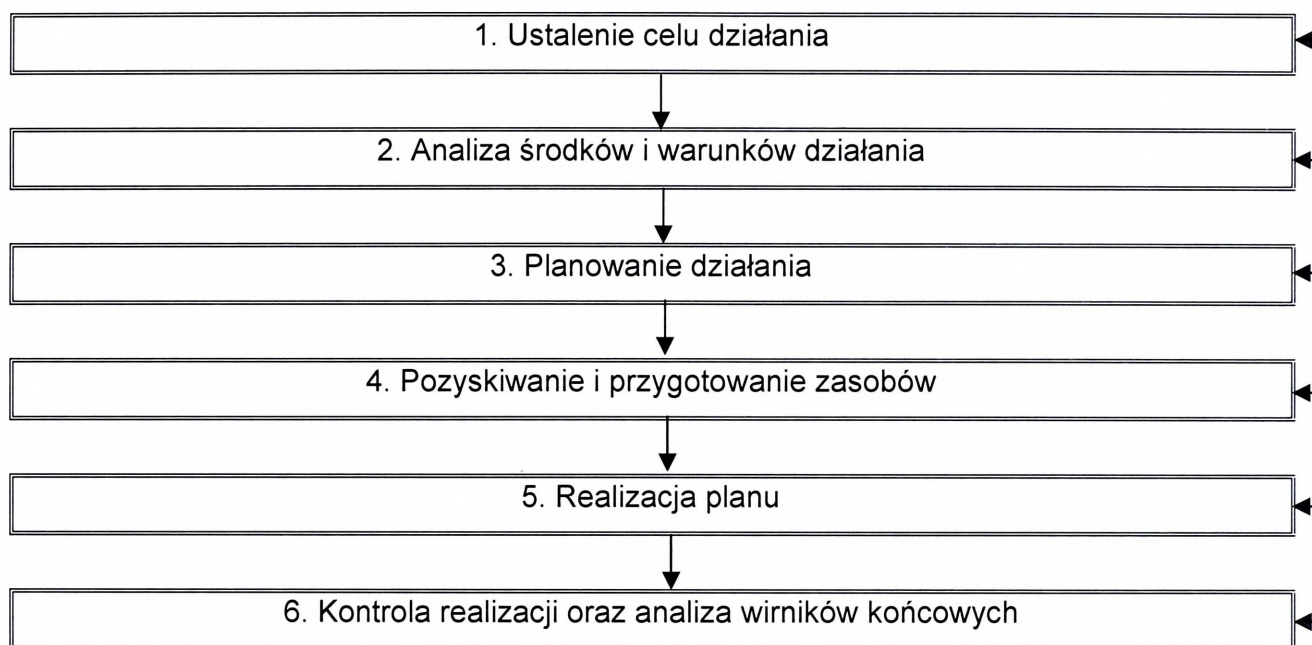 1. Ustalenie celu działania
2. Analiza środków i warunków działania
3. Planowanie działania
4. Pozyskiwanie i przygotowanie zasobów
5. Realizacja planu
6. Kontrola realizacji oraz analiza wirników końcowych